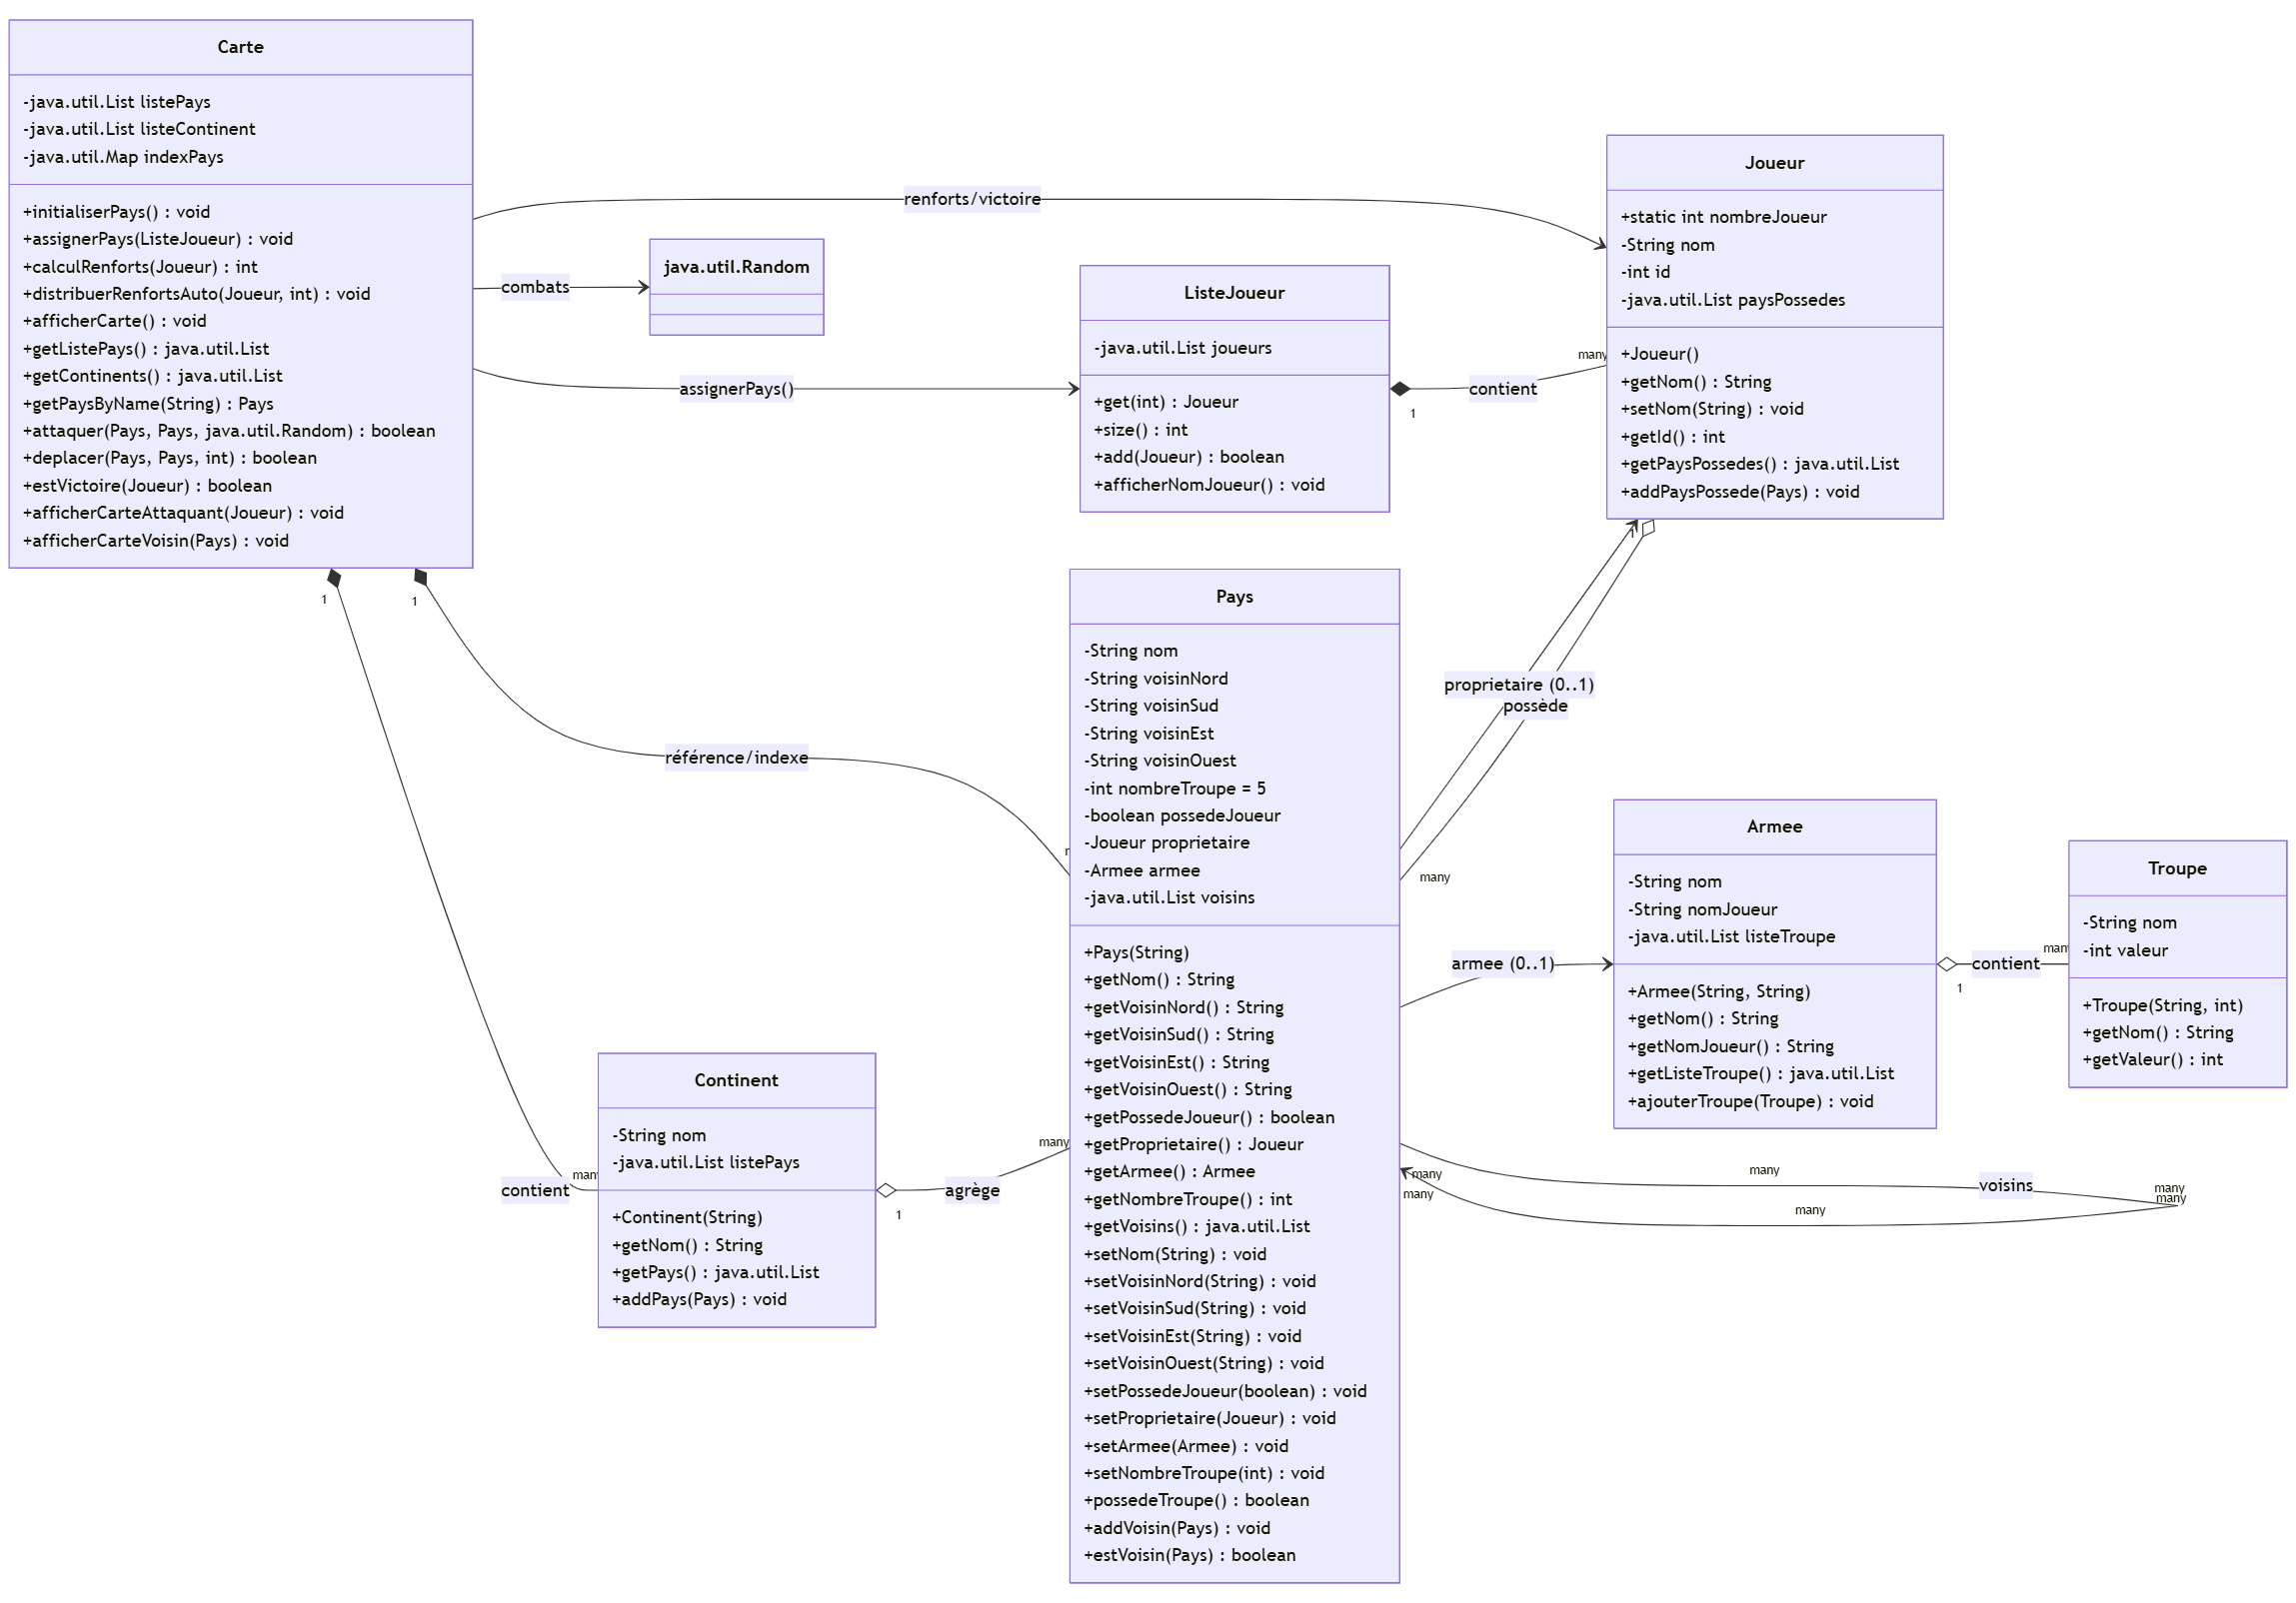 Carte
-java.util.List listePays
-java.util.List listeContinent
-java.util.Map indexPays
+initialiserPays() : void
+assignerPays(ListeJoueur) : void
+calculRenforts(Joueur) : int
+distribuerRenfortsAuto(Joueur, int) : void
+afficherCarte() : void
+getListePays() : java.util.List
+getContinents() : java.util.List
+getPaysByName(String) : Pays
+attaquer(Pays, Pays, java.util.Random) : boolean
+deplacer(Pays, Pays, int) : boolean
+estVictoire(Joueur) : boolean
+afficherCarteAttaquant(Joueur) : void
+afficherCarteVoisin(Pays) : void
renforts/victoire
combats
java.util.Random
assignerPays()
ListeJoueur
-java.util.List joueurs
+get(int) : Joueur
+size() : int
+add(Joueur) : boolean
+afficherNomJoueur() : void
1
contient
many
Joueur
+static int nombreJoueur
-String nom
-int id
-java.util.List paysPossedes
+Joueur()
+getNom() : String
+setNom(String) : void
+getId() : int
+getPaysPossedes() : java.util.List
+addPaysPossede(Pays) : void
1
proprietaire (0..1)
possède
many
1
1
référence/indexe
Pays
-String nom
-String voisinNord
-String voisinSud
-String voisinEst
-String voisinOuest
-int nombreTroupe = 5
-boolean possedeJoueur
-Joueur proprietaire
-Armee armee
-java.util.List voisins
+Pays(String)
+getNom() : String
+getVoisinNord() : String
+getVoisinSud() : String
+getVoisinEst() : String
+getVoisinOuest() : String
+getPossedeJoueur() : boolean
+getProprietaire() : Joueur
+getArmee() : Armee
+getNombreTroupe() : int
+getVoisins() : java.util.List
+setNom(String) : void
+setVoisinNord(String) : void
+setVoisinSud(String) : void
+setVoisinEst(String) : void
+setVoisinOuest(String) : void
+setPossedeJoueur(boolean) : void
+setProprietaire(Joueur) : void
+setArmee(Armee) : void
+setNombreTroupe(int) : void
+possedeTroupe() : boolean
+addVoisin(Pays) : void
+estVoisin(Pays) : boolean
armee (0..1)
Armee
-String nom
-String nomJoueur
-java.util.List listeTroupe
+Armee(String, String)
+getNom() : String
+getNomJoueur() : String
+getListeTroupe() : java.util.List
+ajouterTroupe(Troupe) : void
1
contient
many
Troupe
-String nom
-int valeur
+Troupe(String, int)
+getNom() : String
+getValeur() : int
contient
many
Continent
-String nom
-java.util.List listePays
+Continent(String)
+getNom() : String
+getPays() : java.util.List
+addPays(Pays) : void
1
agrège
many
many
many
voisins
many
many
many
many